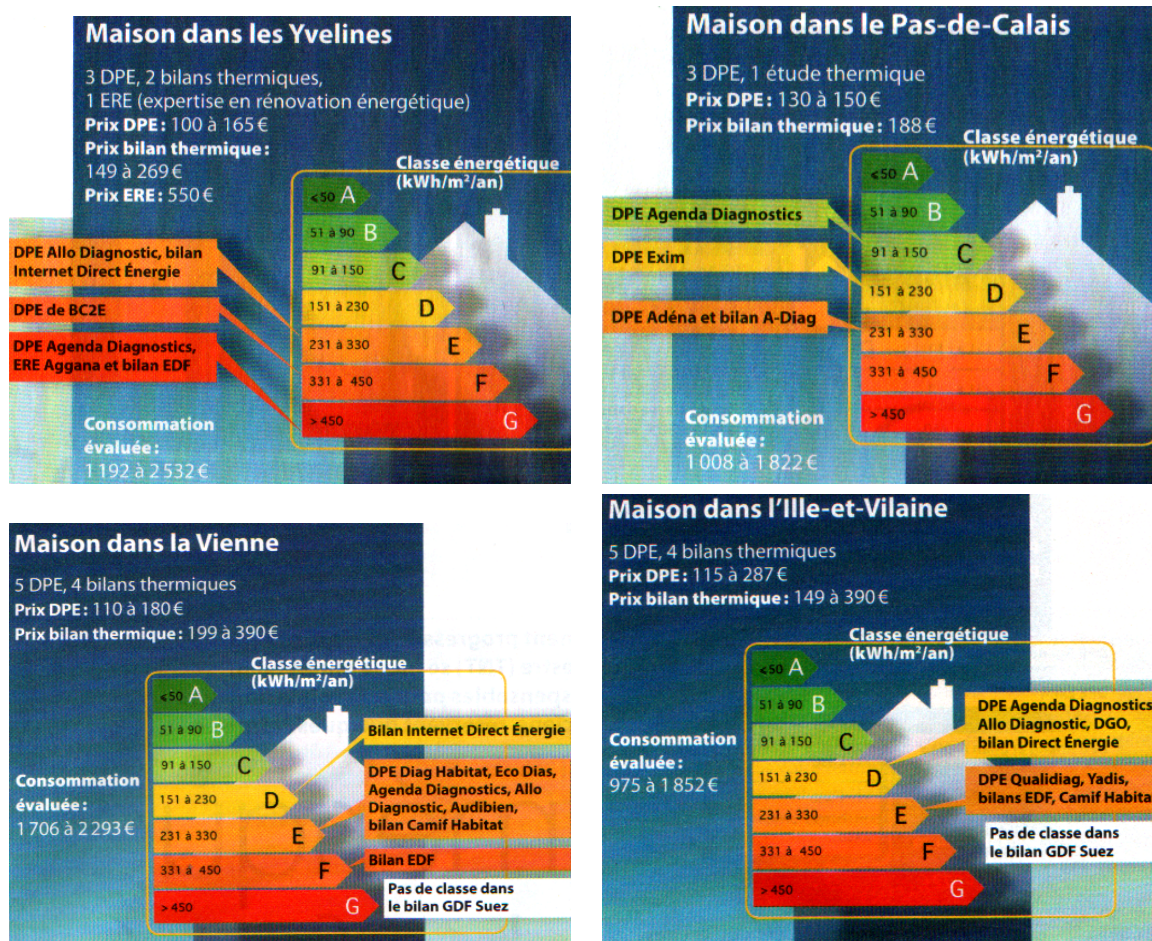 Maison dans les Yvelines
3 DPE, 2 bilans thermiques,
1 ERE (expertise en rénovation énergétique)
Prix DPE : 100 à 165 €
Prix bilan thermique :
149 à 269 €
Prix ERE : 550 €
Classe énergétique
(kWh/m²/an)
<50 A
51 à 90 B
91 à 150 C
151 à 230 D
231 à 330 E
331 à 450 F
> 450 G
DPE Allo Diagnostic, bilan
Internet Direct Énergie
DPE de BC2E
DPE Agenda Diagnostics,
ERE Aggana et bilan EDF
Consommation
évaluée :
1 192 à 2 532 €
Maison dans le Pas-de-Calais
3 DPE, 1 étude thermique
Prix DPE : 130 à 150 €
Prix bilan thermique : 188 €
Classe énergétique
(kWh/m²/an)
<50 A
51 à 90 B
91 à 150 C
151 à 230 D
231 à 330 E
331 à 450 F
> 450 G
DPE Agenda Diagnostics
DPE Exim
DPE Adéna et bilan A-Diag
Consommation
évaluée :
1 008 à 1 822 €
Maison dans la Vienne
5 DPE, 4 bilans thermiques
Prix DPE : 110 à 180 €
Prix bilan thermique : 199 à 390 €
Classe énergétique
(kWh/m²/an)
<50 A
51 à 90 B
91 à 150 C
151 à 230 D
231 à 330 E
331 à 450 F
> 450 G
Bilan Internet Direct Énergie
DPE Diag Habitat, Eco Dias,
Agenda Diagnostics, Allo
Diagnostic, Audibien,
bilan Camif Habitat
Bilan EDF
Pas de classe dans
le bilan GDF Suez
Consommation
évaluée :
1 706 à 2 293 €
Maison dans l'Ille-et-Vilaine
5 DPE, 4 bilans thermiques
Prix DPE : 115 à 287 €
Prix bilan thermique : 149 à 390 €
Classe énergétique
(kWh/m²/an)
<50 A
51 à 90 B
91 à 150 C
151 à 230 D
231 à 330 E
331 à 450 F
> 450 G
DPE Agenda Diagnostics
Allo Diagnostic, DGO,
bilan Direct Énergie
DPE Qualidiag, Yadis,
bilans EDF, Camif Habita
Pas de classe dans
le bilan GDF Suez
Consommation
évaluée :
975 à 1 852 €